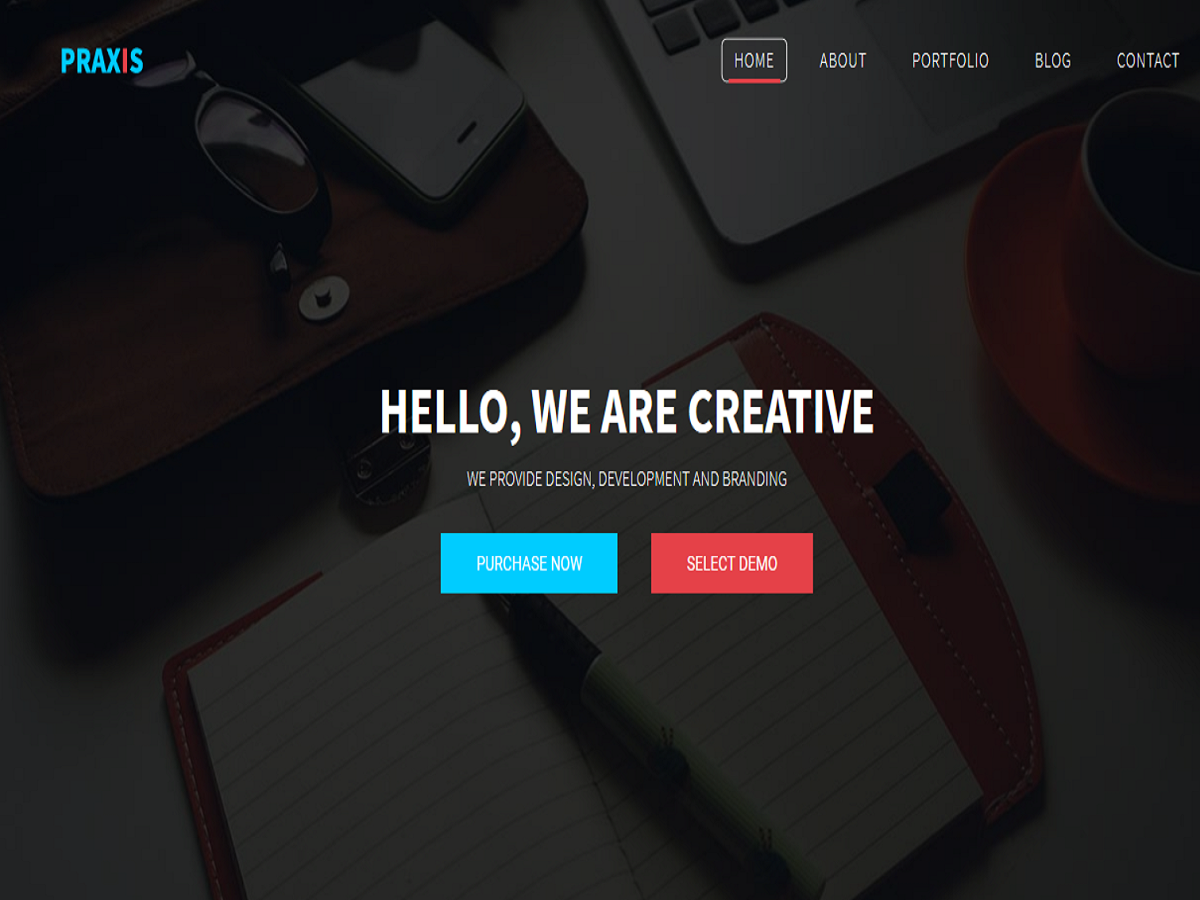 PRAXIS
HOME ABOUT PORTFOLIO BLOG CONTACT
HELLO, WE ARE CREATIVE
WE PROVIDE DESIGN, DEVELOPMENT AND BRANDING
PURCHASE NOW SELECT DEMO